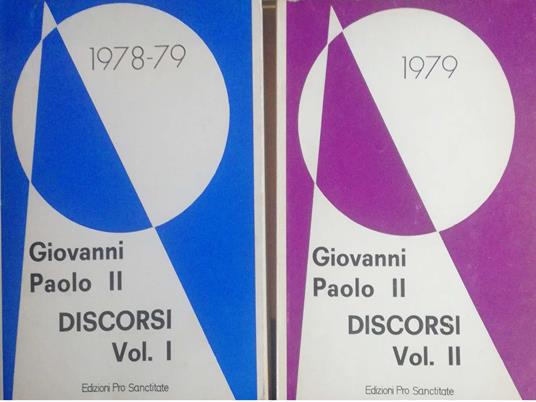 1978-79
Giovanni
Paolo II
DISCORSI
Vol. I
Edizioni Pro Sanctitate
1979
Giovanni
Paolo II
DISCORSI
Vol. II
Edizioni Pro Sanctitate